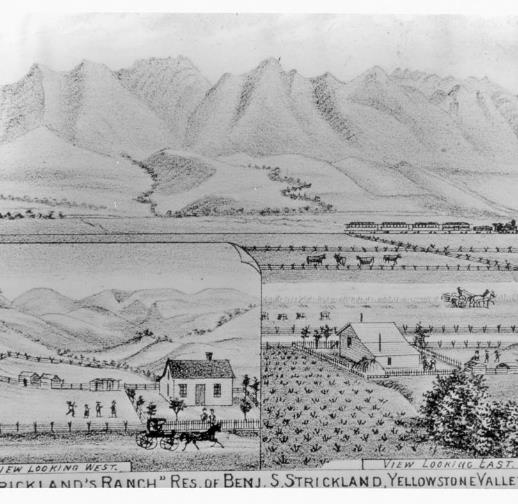 VIEW LOOKING WEST.
VIEW LOOKING EAST.
RICKLAND'S RANCH" RES. OF BENJ. S. STRICKLAND, YELLOWSTONE VALLE